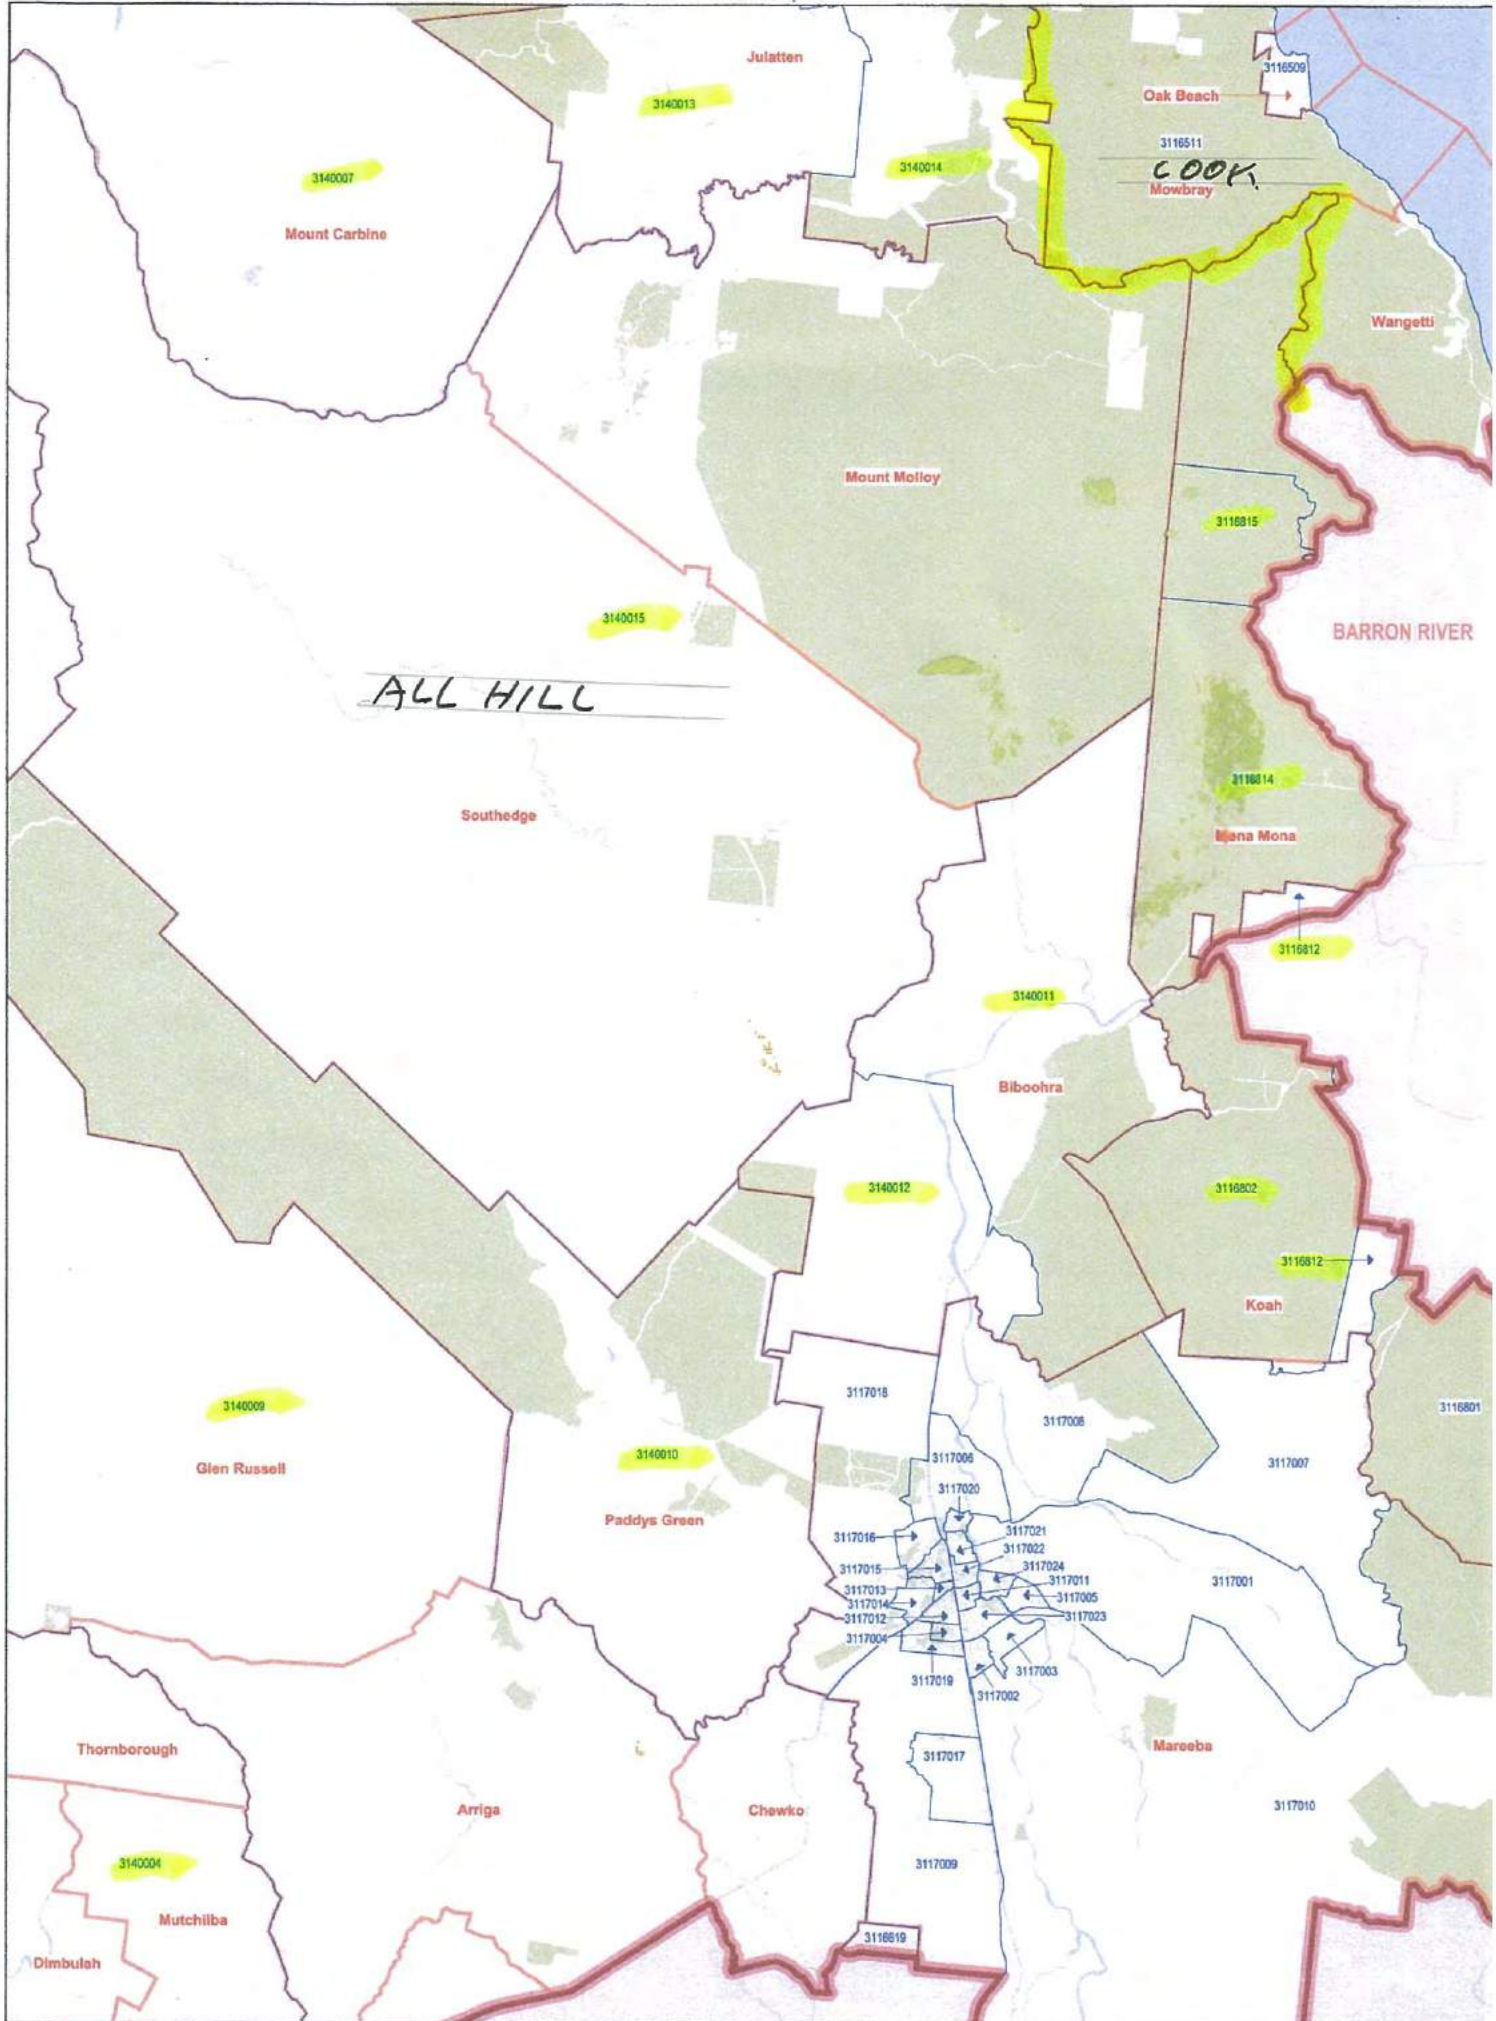 Julatten
3116509
3140013
Oak Beach
3116511
COOK
3140014
3140007
Mowbray
Mount Carbine
Wangetti
Mount Molloy
3116815
3140015
BARRON RIVER
ALL HILL
3116814
Southedge
Mona Mona
3116812
3140011
Biboohra
3140012
3116802
3116812
Koah
3117018
3140009
3117008
3116801
3140010
3117006
3117007
Glen Russell
3117020
Paddys Green
3117016
3117021
3117022
3117015
3117024
3117013
3117011
3117001
3117014
3117005
3117012
3117023
3117004
3117019
3117003
3117002
Thornborough
Mareeba
3117017
Arriga
Chewko
3117010
3140004
3117009
Mutchilba
3116619
Dimbulah